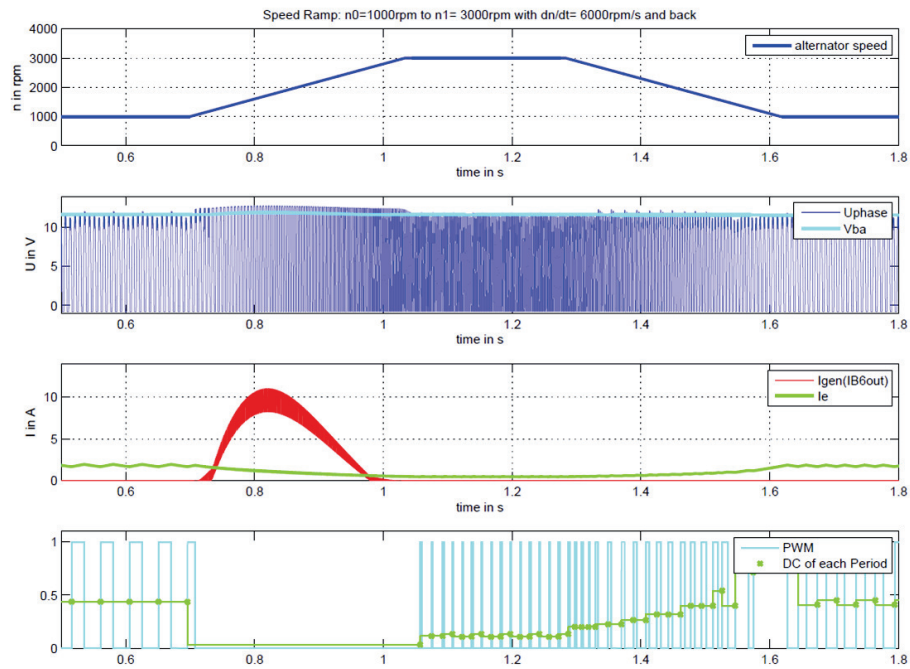 Speed Ramp: n0=1000rpm to n1= 3000rpm with dn/dt= 6000rpm/s and back
4000
3000
2000
1000
0
n in rpm
alternator speed
0.6 0.8 1 1.2 1.4 1.6 1.8
time in s
10
5
0
U in V
Uphase
Vba
0.6 0.8 1 1.2 1.4 1.6 1.8
time in s
10
5
0
I in A
Igen(IB6out)
Ie
0.6 0.8 1 1.2 1.4 1.6 1.8
time in s
1
0.5
0
PWM
DC of each Period
0.6 0.8 1 1.2 1.4 1.6 1.8